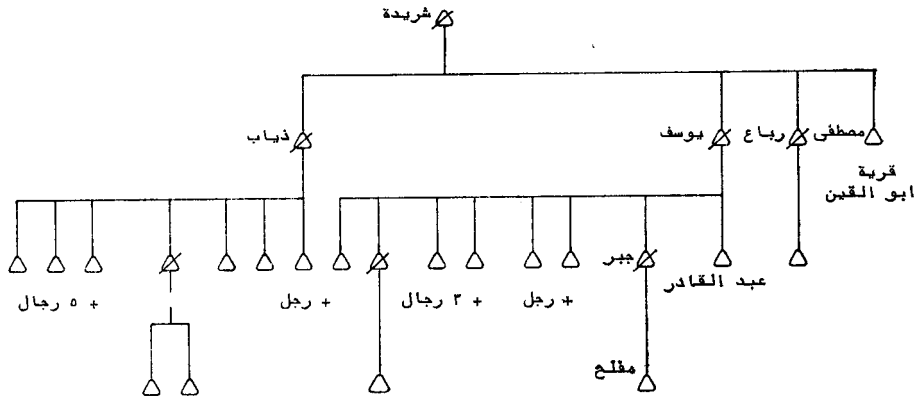 شريدة
مصطفى
رباع
يوسف
ذياب
قرية
ابو القين
جبر
عبد القادر
+ رجل
+ ٣ رجال
+ رجل
+ ٥ رجال
مفلح